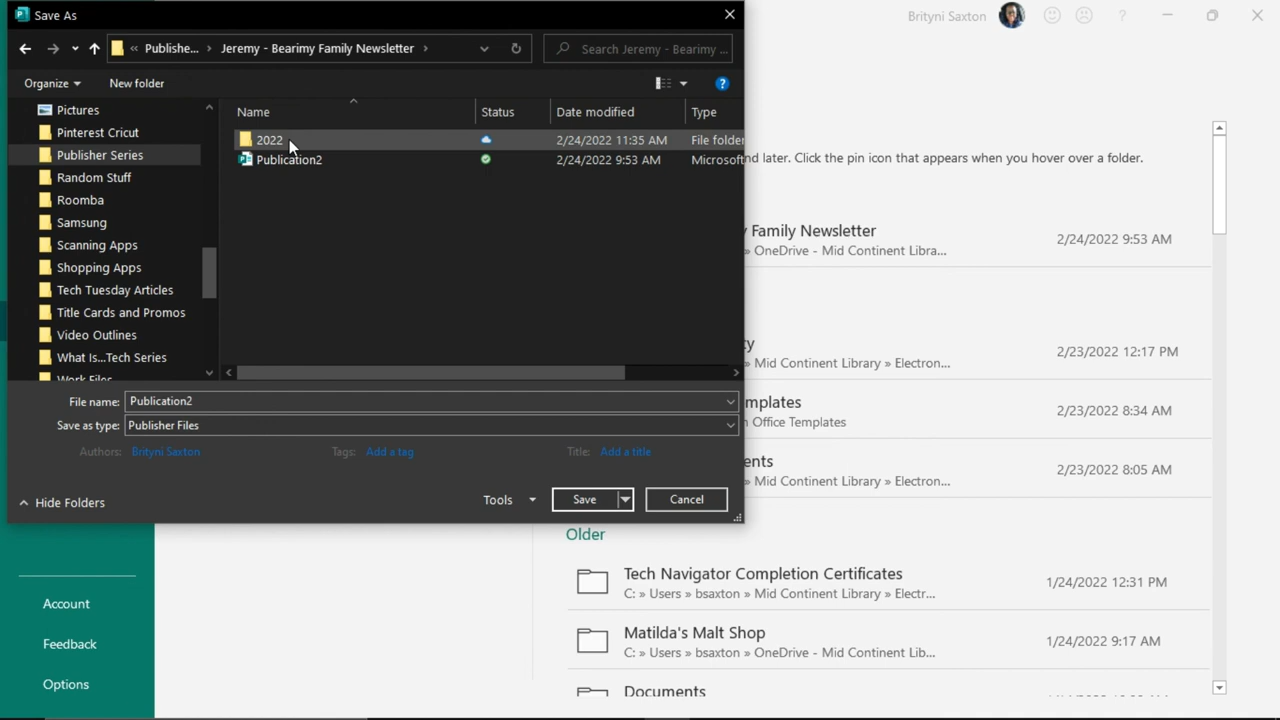 Save As
Brityni Saxton
Publishe... › Jeremy - Bearimy Family Newsletter ›
Search Jeremy - Bearimy ...
Organize
New folder
Name
Status
Date modified
Type
2022
2/24/2022 11:35 AM
File folder
Publication2
2/24/2022 9:53 AM
Microsoft
Pictures
Pinterest Cricut
Publisher Series
Random Stuff
Roomba
Samsung
Scanning Apps
Shopping Apps
Tech Tuesday Articles
Title Cards and Promos
Video Outlines
What Is...Tech Series
Work Files
File name:
Publication2
Save as type:
Publisher Files
Authors:
Brityni Saxton
Tags:
Add a tag
Title:
Add a title
Hide Folders
Tools
Save
Cancel
d later. Click the pin icon that appears when you hover over a folder.
y Family Newsletter
» OneDrive - Mid Continent Libra...
2/24/2022 9:53 AM
cy
» Mid Continent Library » Electron...
2/23/2022 12:17 PM
mplates
n Office Templates
2/23/2022 8:34 AM
ents
» Mid Continent Library » Electron...
2/23/2022 8:05 AM
Older
Tech Navigator Completion Certificates
C: » Users » bsaxton » Mid Continent Library » Electr...
1/24/2022 12:31 PM
Matilda's Malt Shop
C: » Users » bsaxton » OneDrive - Mid Continent Lib...
1/24/2022 9:17 AM
Documents
Account
Feedback
Options